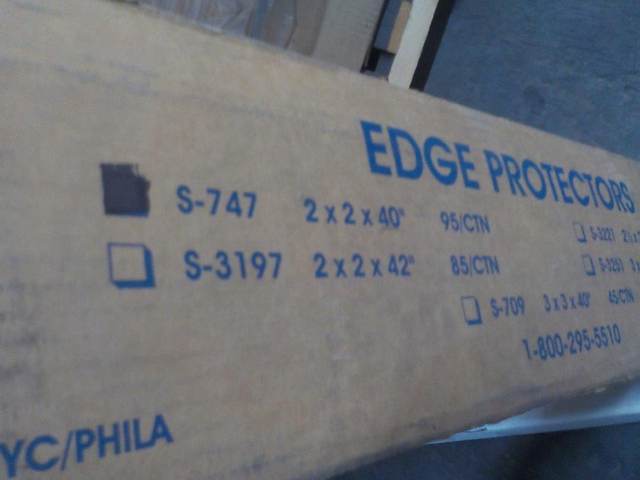 EDGE PROTECTORS
S-747 2 x 2 x 40" 95/CTN
S-3197 2 x 2 x 42" 85/CTN
S-709 3 x 3 x 40" 45/CTN
1-800-295-5510
YC/PHILA